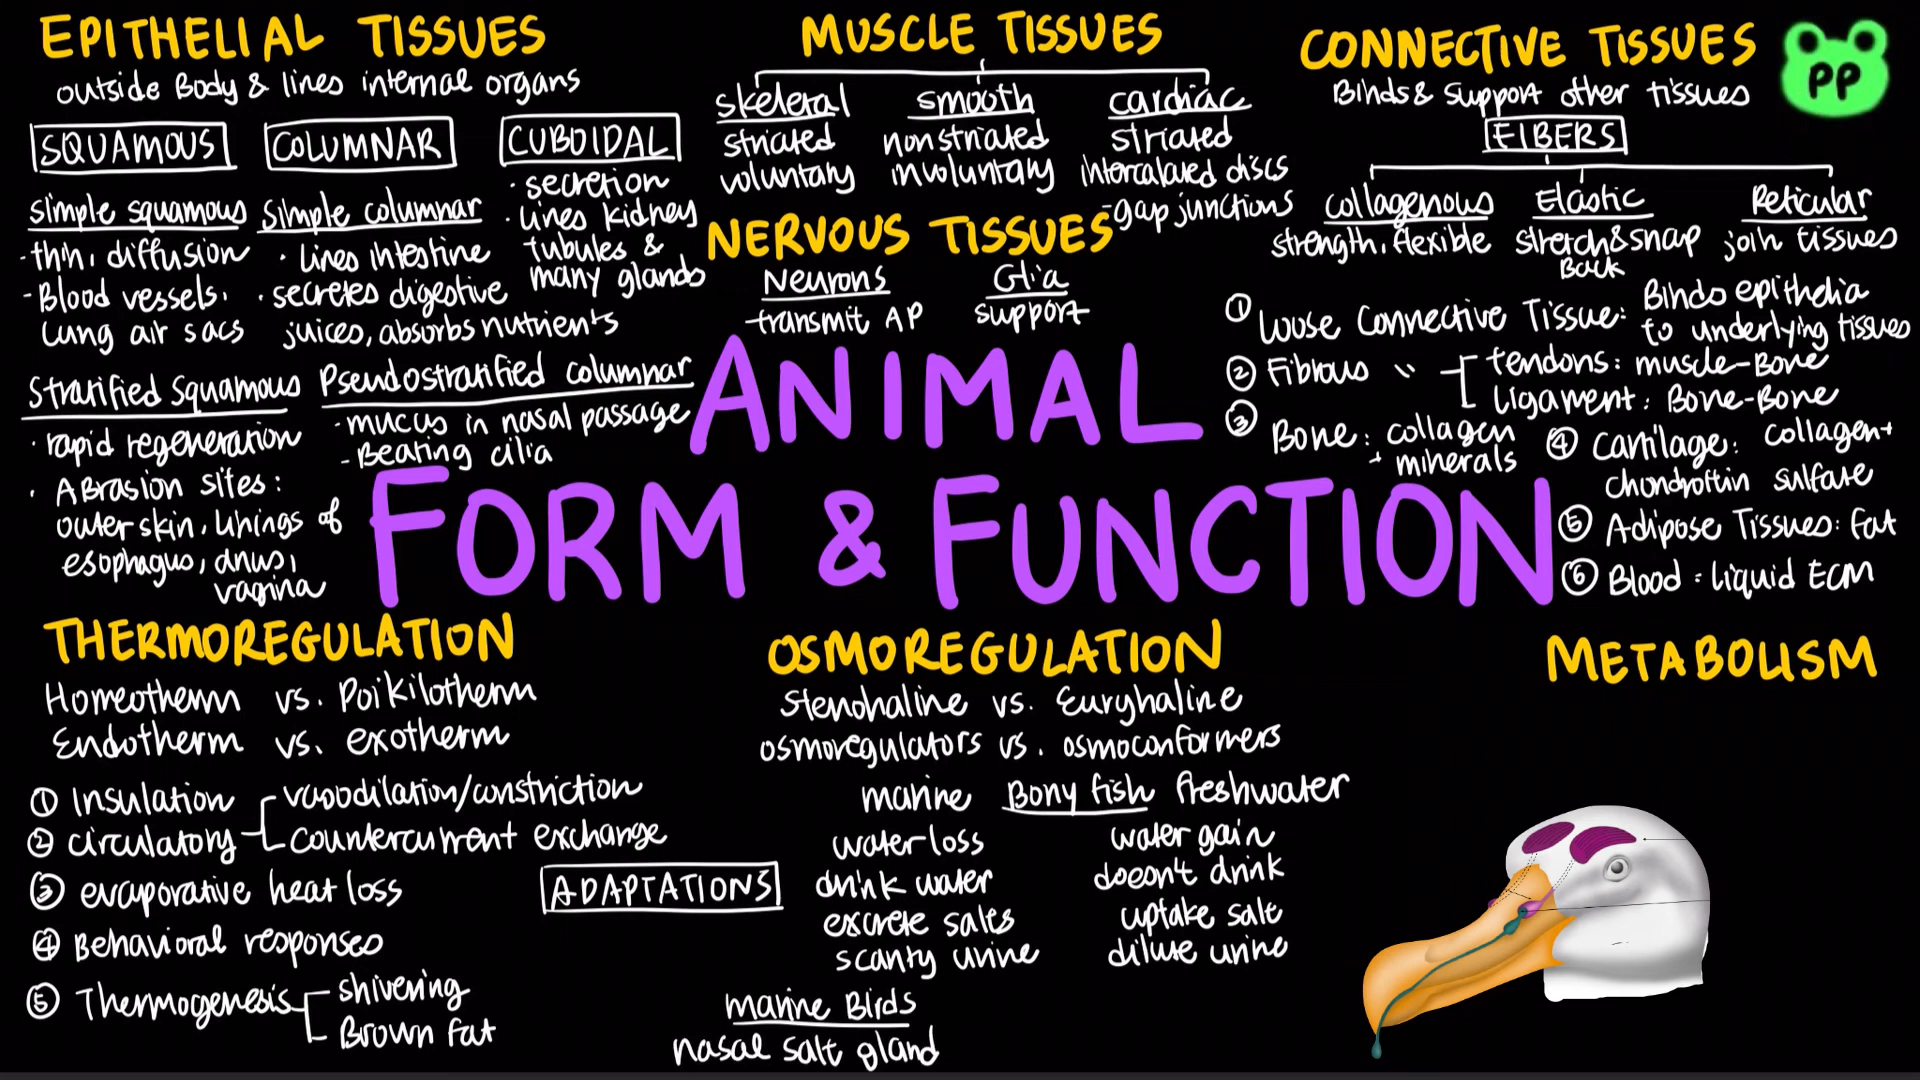 EPITHELIAL TISSUES
outside Body & lines internal organs
SQUAMOUS
simple squamous
- thin, diffusion
- Blood vessels,
lung air sacs
Stratified Squamous
· rapid regeneration
· Abrasion sites:
outer skin, linings of
esophagus, anus,
vagina
COLUMNAR
Simple columnar
· Lines intestine
· secretes digestive
juices, absorbs nutrients
Pseudostratified columnar
- mucus in nasal passage
- Beating cilia
CUBOIDAL
· secretion
· Lines kidney
tubules &
many glands
MUSCLE TISSUES
skeletal
striated
voluntary
smooth
nonstriated
involuntary
cardiac
striated
intercalated discs
- gap junctions
NERVOUS TISSUES
Neurons
transmit AP
Glia
support
CONNECTIVE TISSUES
Binds & Support other tissues
FIBERS
collagenous
strength, flexible
Elastic
stretch & snap
Back
Reticular
join tissues
① Loose Connective Tissue: Binds epithelia
to underlying tissues
② Fibrous " tendons: muscle-Bone
Ligament: Bone-Bone
③ Bone: collagen
+ minerals
④ Cartilage: collagen +
chondroitin sulfate
⑤ Adipose Tissues: Fat
⑥ Blood: liquid ECM
PP
ANIMAL
FORM & FUNCTION
THERMOREGULATION
Homeotherm vs. Poikilotherm
Endotherm vs. exotherm
① Insulation
② circulatory
vasodilation/constriction
countercurrent exchange
③ evaporative heat loss
④ Behavioral responses
⑤ Thermogenesis
shivering
Brown fat
ADAPTATIONS
OSMOREGULATION
Stenohaline vs. Euryhaline
osmoregulators vs. osmoconformers
marine Bony fish freshwater
water loss
drink water
excrete salts
scanty urine
water gain
doesn't drink
uptake salt
dilute urine
marine Birds
nasal salt gland
METABOLISM